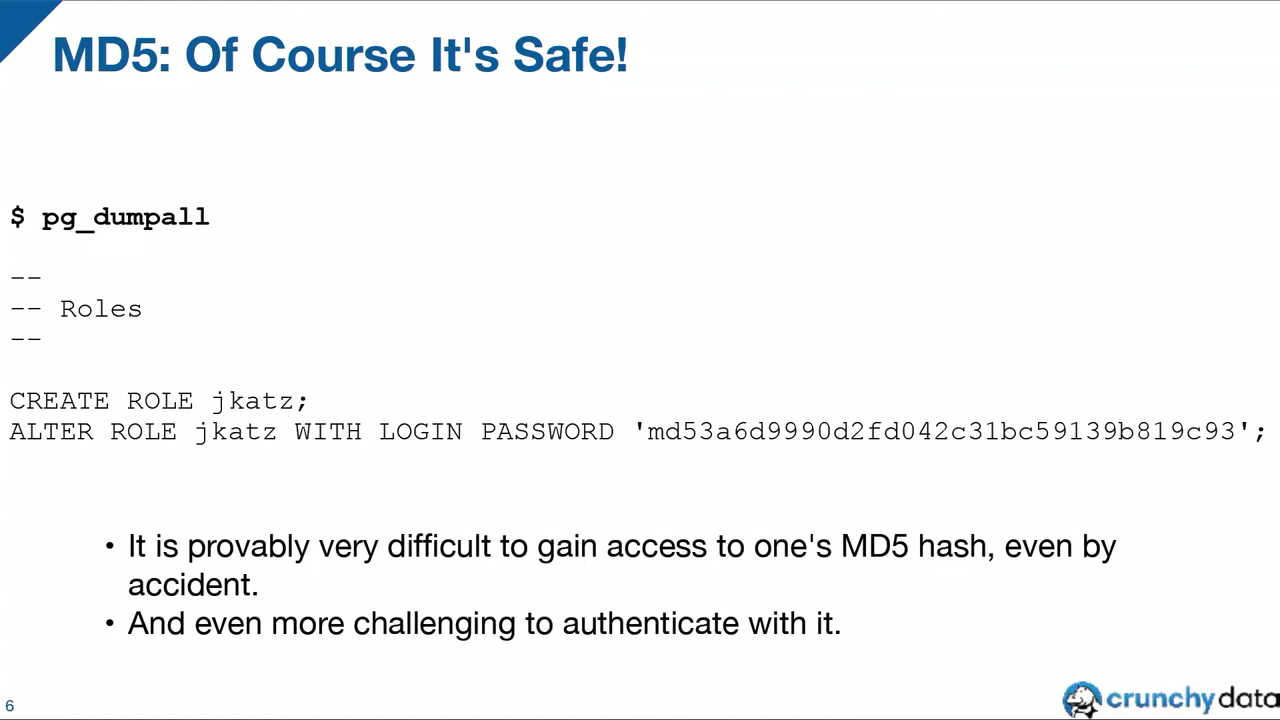 MD5: Of Course It's Safe!
$ pg_dumpall
--
-- Roles
--
CREATE ROLE jkatz;
ALTER ROLE jkatz WITH LOGIN PASSWORD 'md53a6d9990d2fd042c31bc59139b819c93';
• It is provably very difficult to gain access to one's MD5 hash, even by
accident.
• And even more challenging to authenticate with it.
6
crunchydata